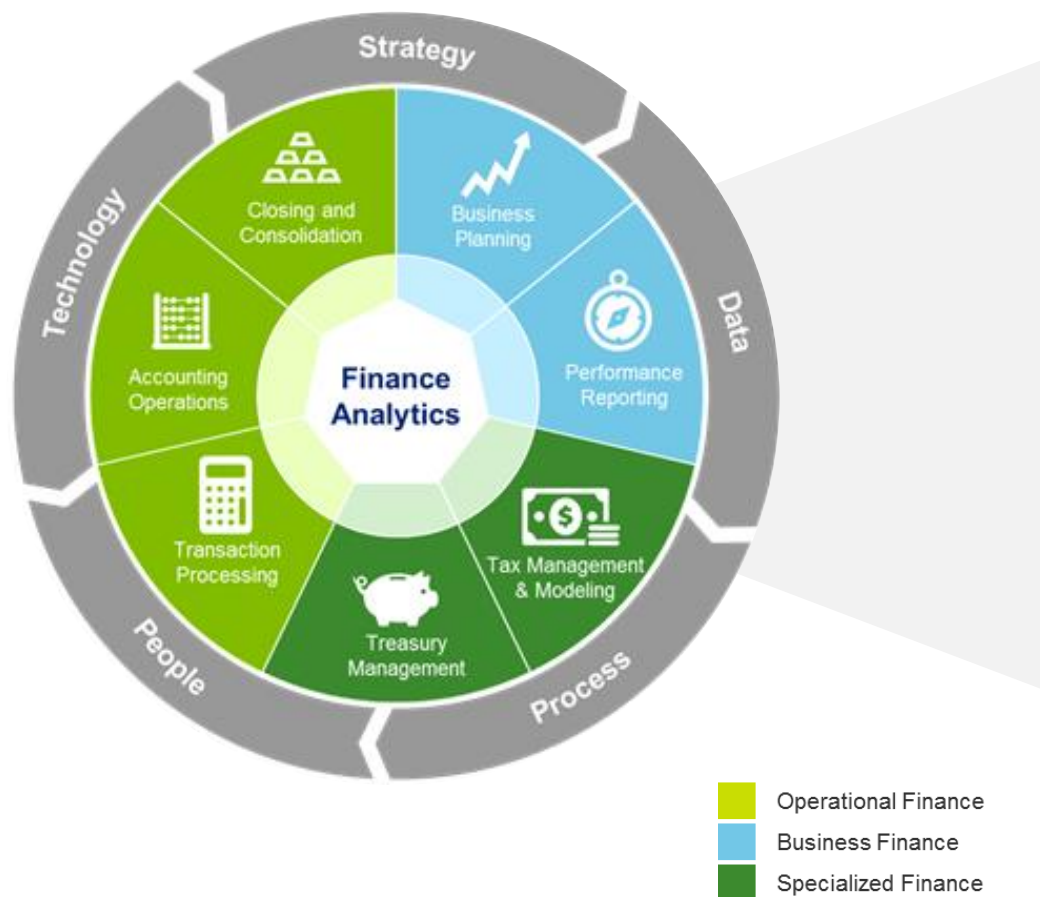 Strategy
Technology
Data
Closing and
Consolidation
Business
Planning
Accounting
Operations
Finance
Analytics
Performance
Reporting
Transaction
Processing
Tax Management
& Modeling
Treasury
Management
People
Process
Operational Finance
Business Finance
Specialized Finance